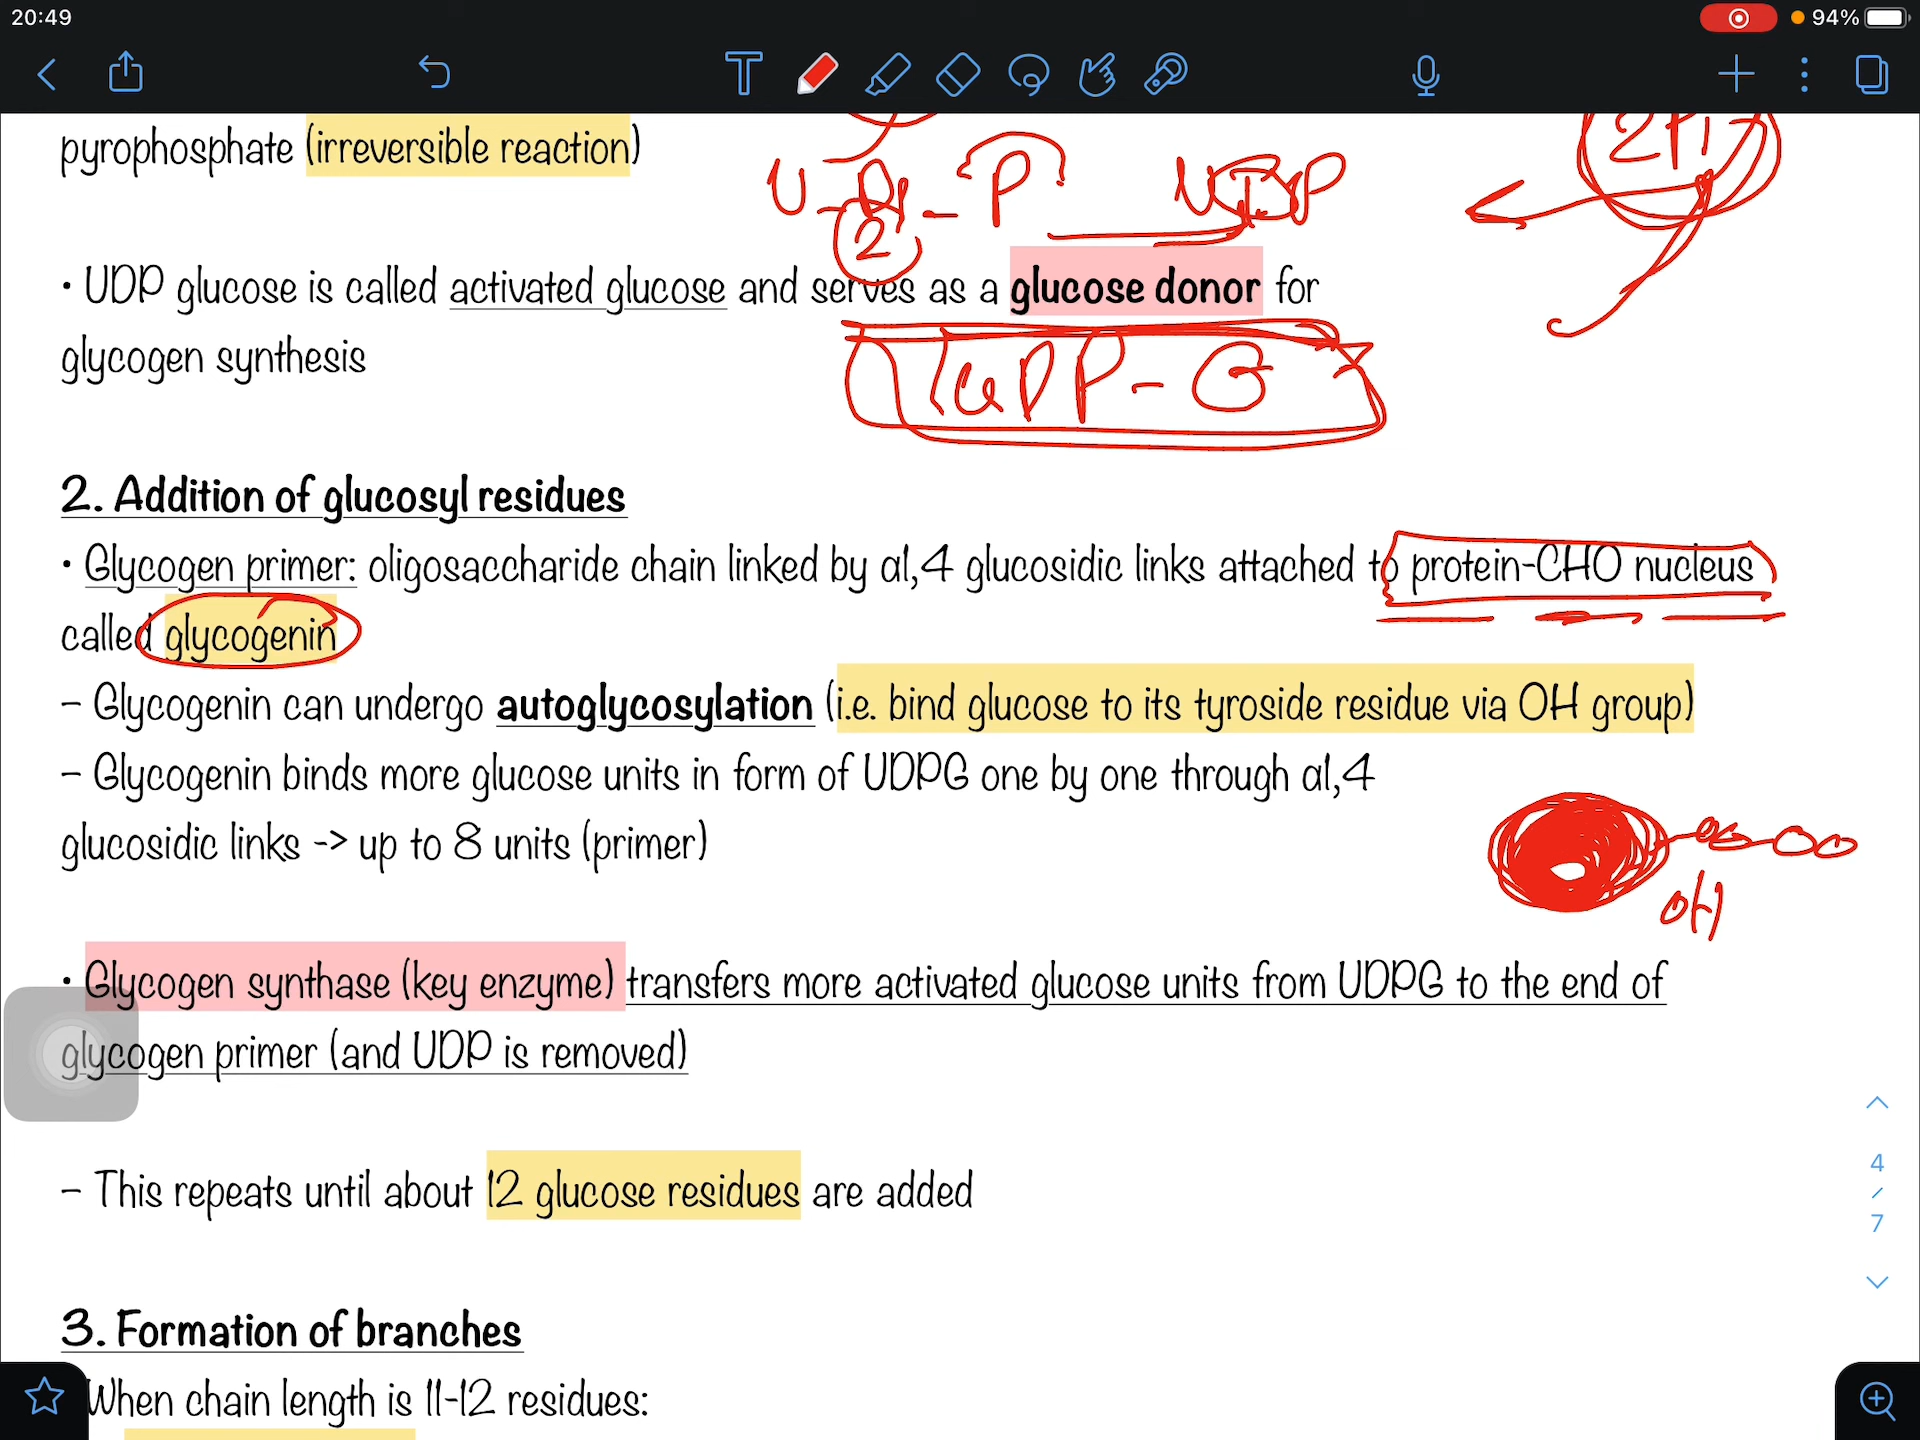 20:49
94%
pyrophosphate (irreversible reaction)
P
2Pi
2
• UDP glucose is called activated glucose and serves as a glucose donor for
glycogen synthesis
UDP - G
2. Addition of glucosyl residues
• Glycogen primer: oligosaccharide chain linked by α1,4 glucosidic links attached to protein-CHO nucleus
called glycogenin
– Glycogenin can undergo autoglycosylation (i.e. bind glucose to its tyroside residue via OH group)
– Glycogenin binds more glucose units in form of UDPG one by one through α1,4
glucosidic links -> up to 8 units (primer)
OH
• Glycogen synthase (key enzyme) transfers more activated glucose units from UDPG to the end of
glycogen primer (and UDP is removed)
– This repeats until about 12 glucose residues are added
3. Formation of branches
When chain length is 11-12 residues:
4
/
7